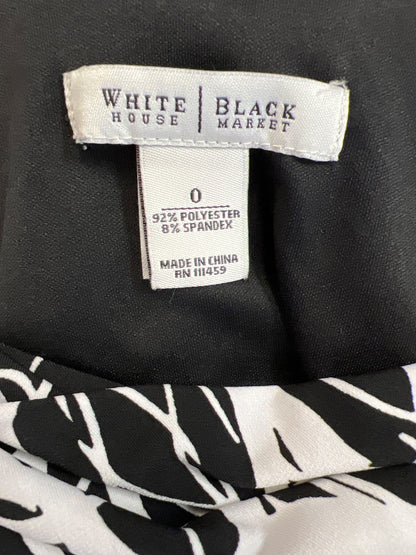 WHITE | BLACK
HOUSE | MARKET
0
92% POLYESTER
8% SPANDEX
MADE IN CHINA
RN 111459